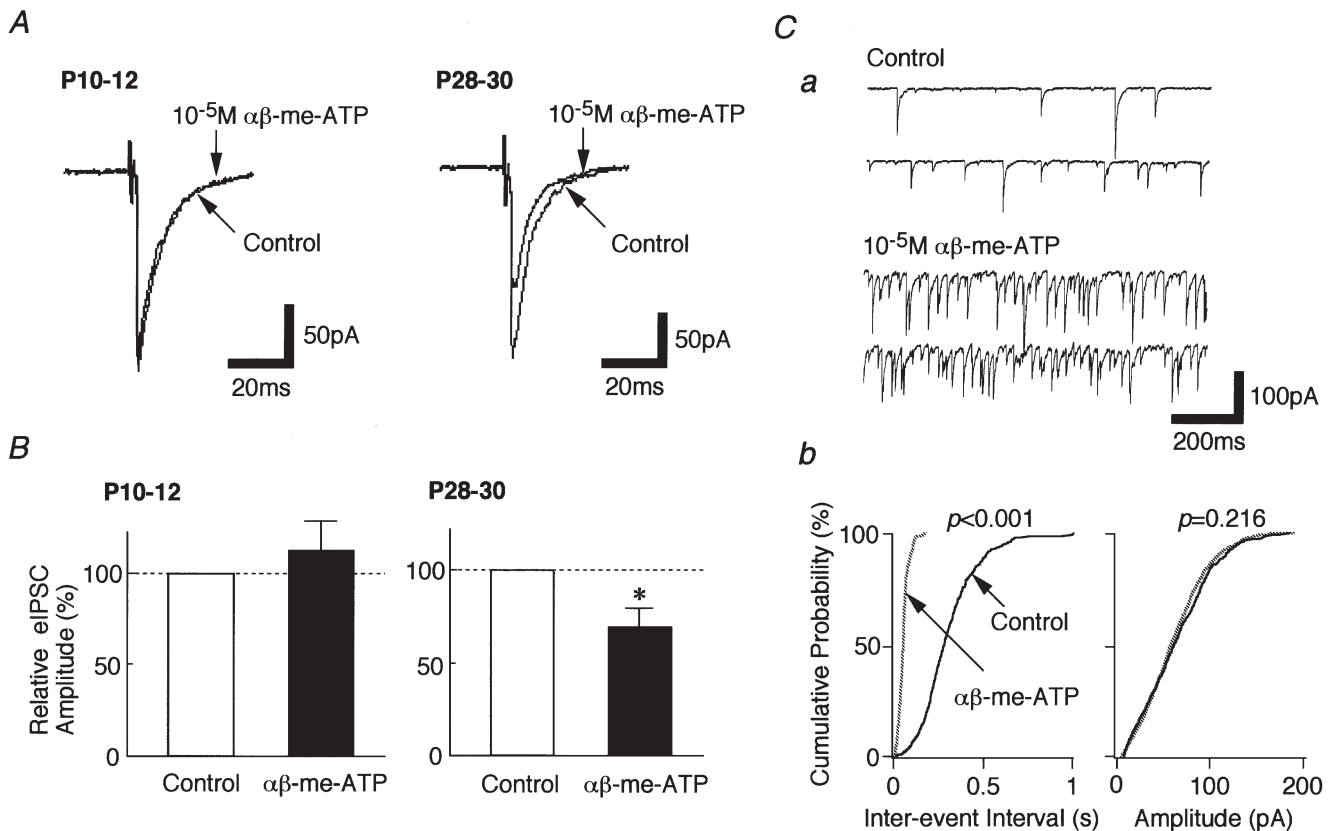 A
P10-12
10⁻⁵M αβ-me-ATP
Control
50pA
20ms
P28-30
10⁻⁵M αβ-me-ATP
Control
50pA
20ms
B
P10-12
Relative eIPSC
Amplitude (%)
100
50
0
Control
αβ-me-ATP
P28-30
100
50
0
*
Control
αβ-me-ATP
C
a
Control
10⁻⁵M αβ-me-ATP
100pA
200ms
b
Cumulative Probability (%)
100
50
0
p<0.001
Control
αβ-me-ATP
0
0.5
1
Inter-event Interval (s)
p=0.216
0
100
200
Amplitude (pA)